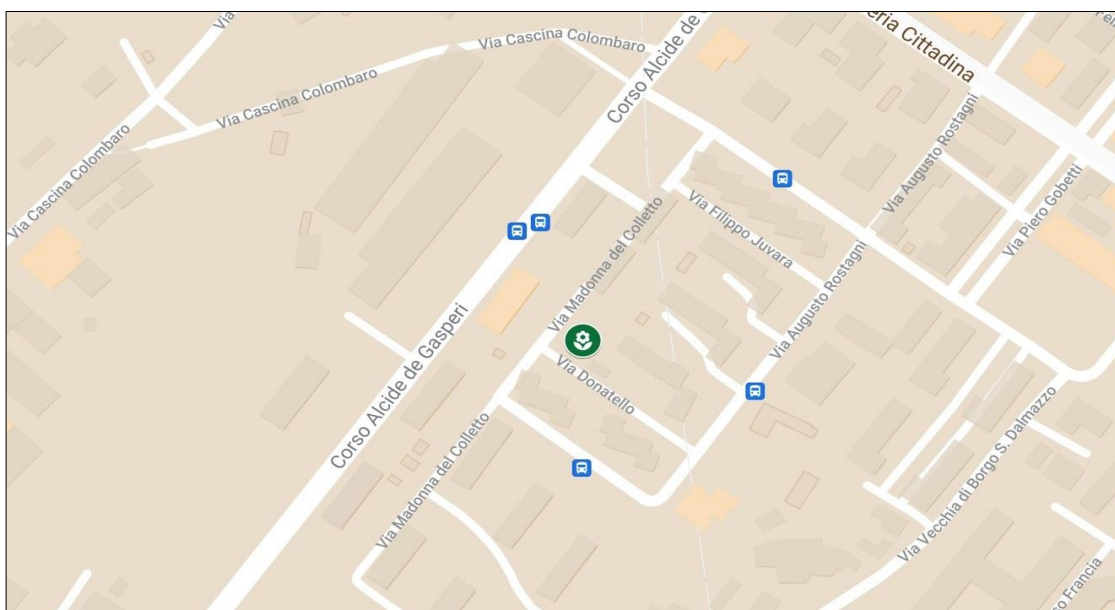 Via
Via Cascina Colombaro
Corso Alcide de
eria Cittadina
Via Cascina Colombaro
Via Cascina Colombaro
Via Augusto Rostagni
Via Piero Gobetti
Via Filippo Juvara
Via Madonna del Colletto
Via Augusto Rostagni
Corso Alcide de Gasperi
Via Donatello
Via Madonna del Colletto
Via Vecchia di Borgo S. Dalmazzo
so Francia